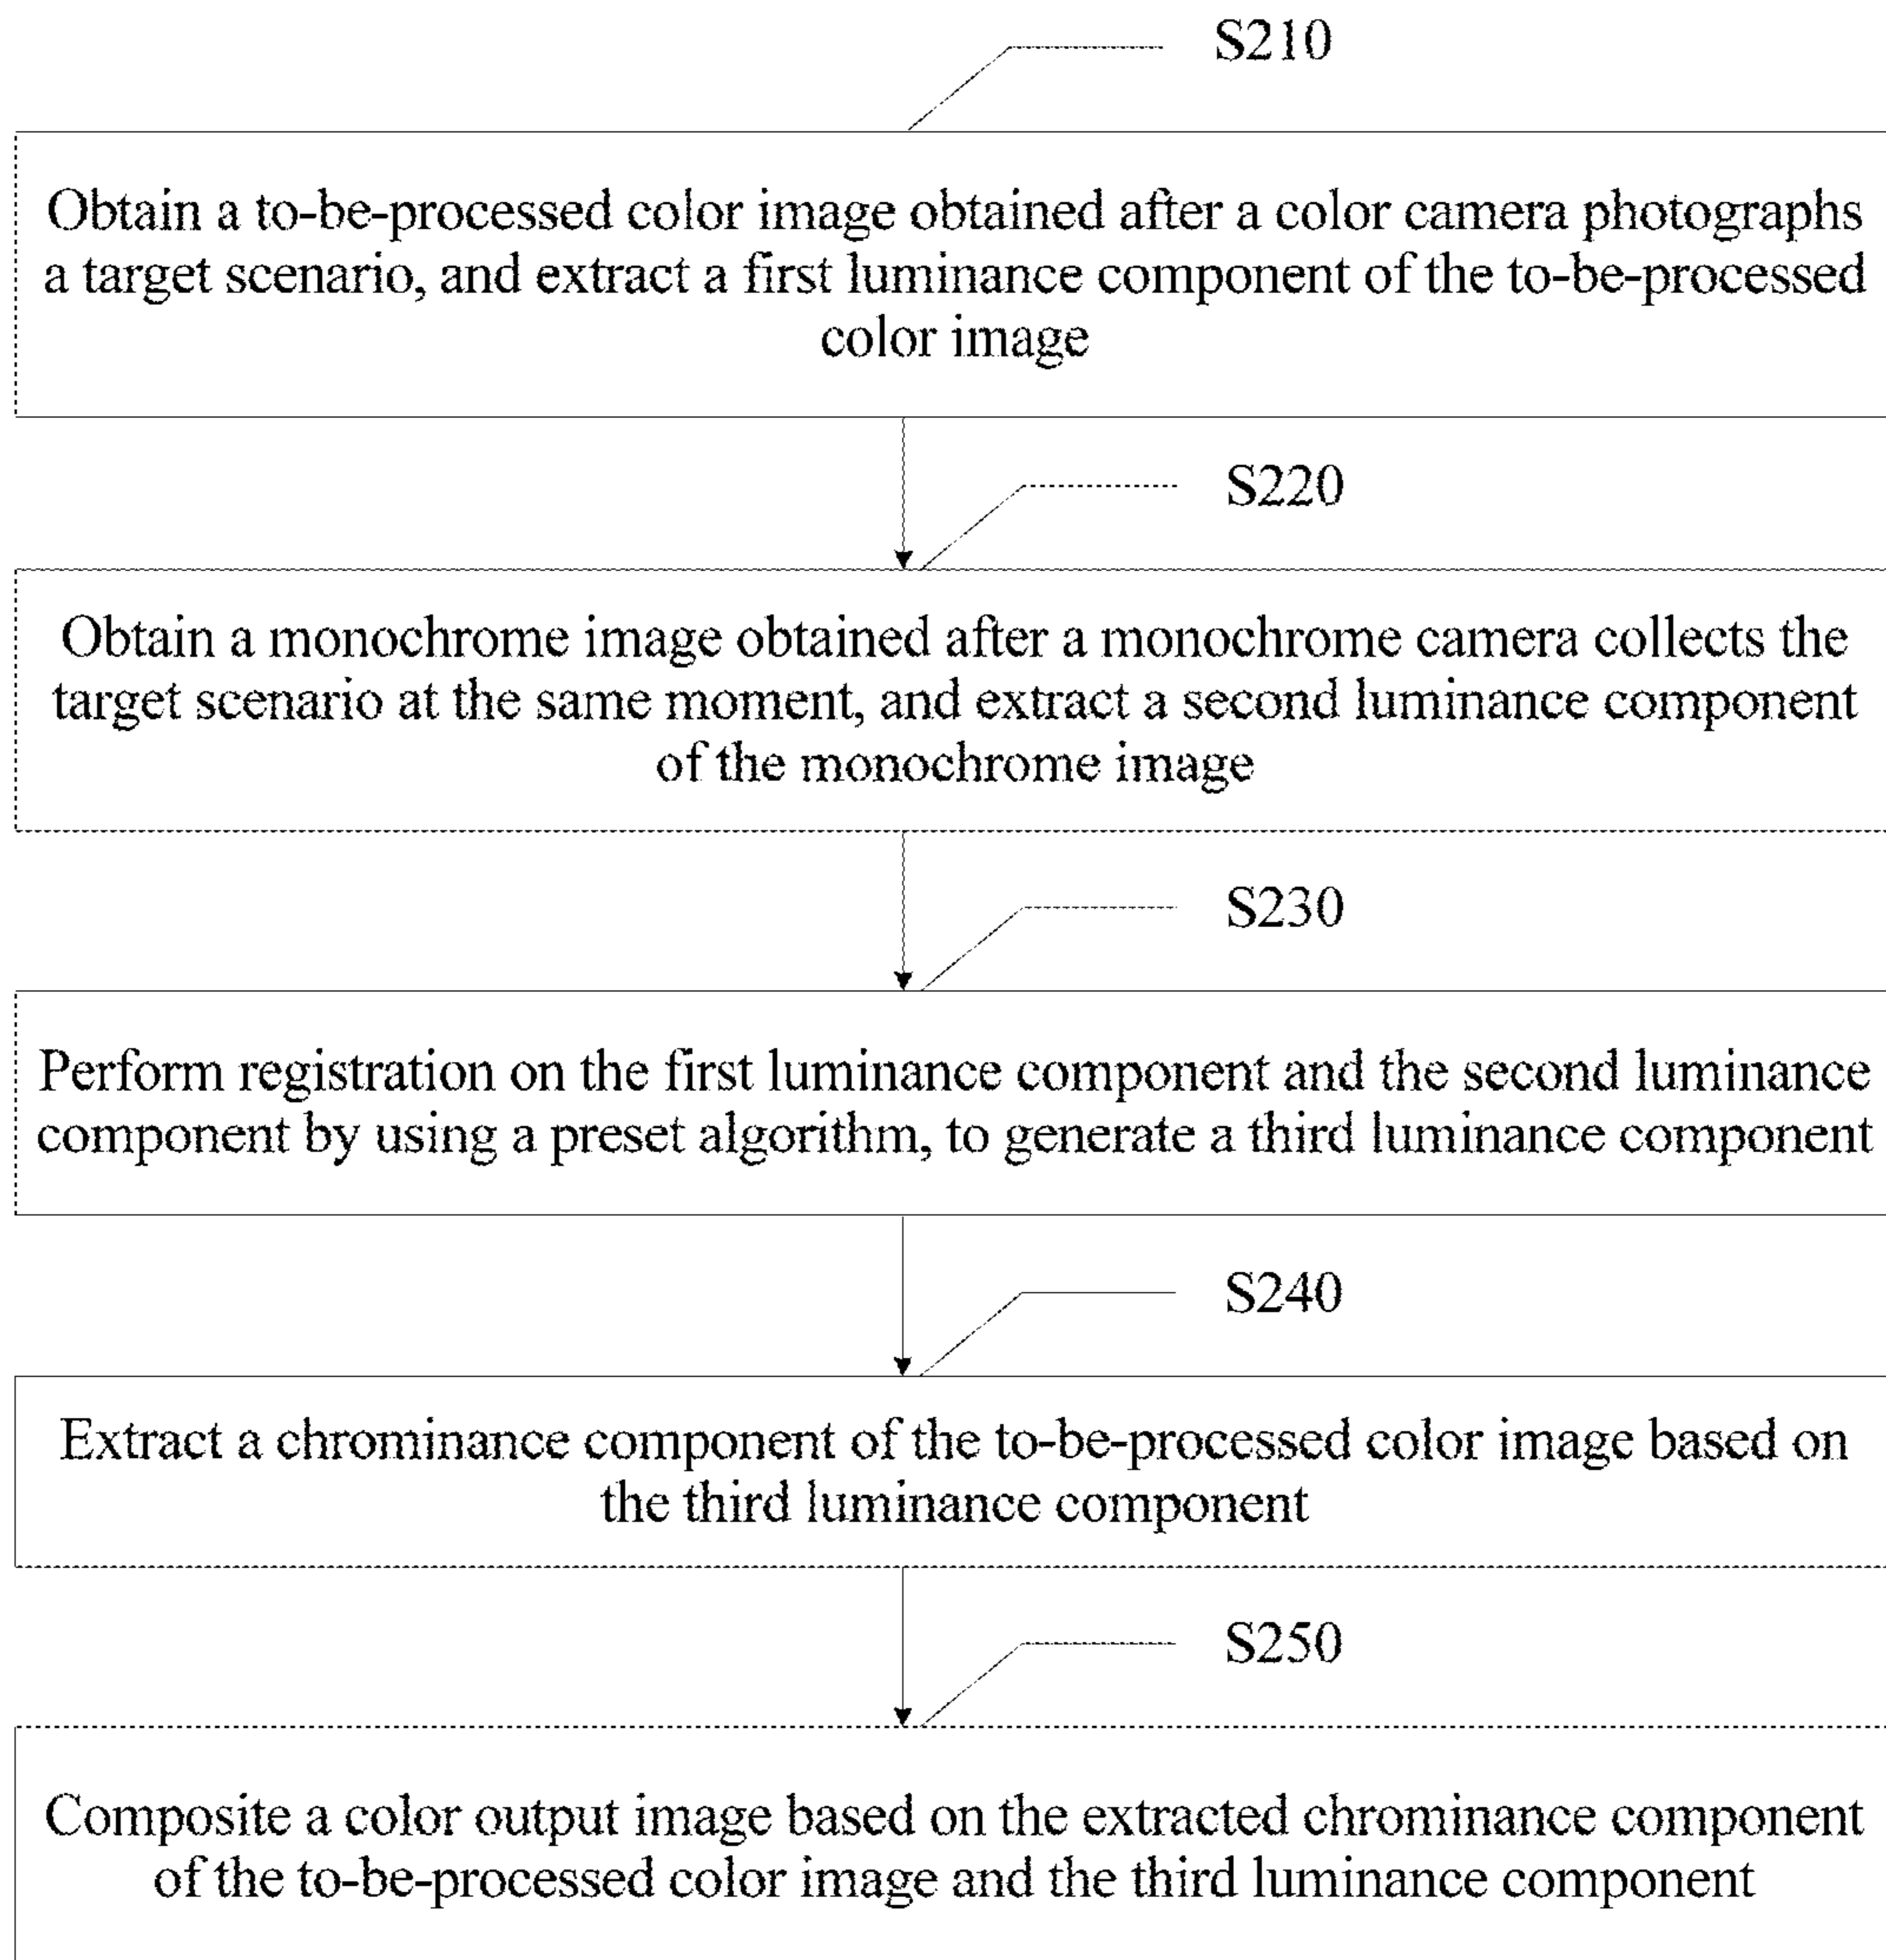 S210
Obtain a to-be-processed color image obtained after a color camera photographs
a target scenario, and extract a first luminance component of the to-be-processed
color image
S220
Obtain a monochrome image obtained after a monochrome camera collects the
target scenario at the same moment, and extract a second luminance component
of the monochrome image
S230
Perform registration on the first luminance component and the second luminance
component by using a preset algorithm, to generate a third luminance component
S240
Extract a chrominance component of the to-be-processed color image based on
the third luminance component
S250
Composite a color output image based on the extracted chrominance component
of the to-be-processed color image and the third luminance component